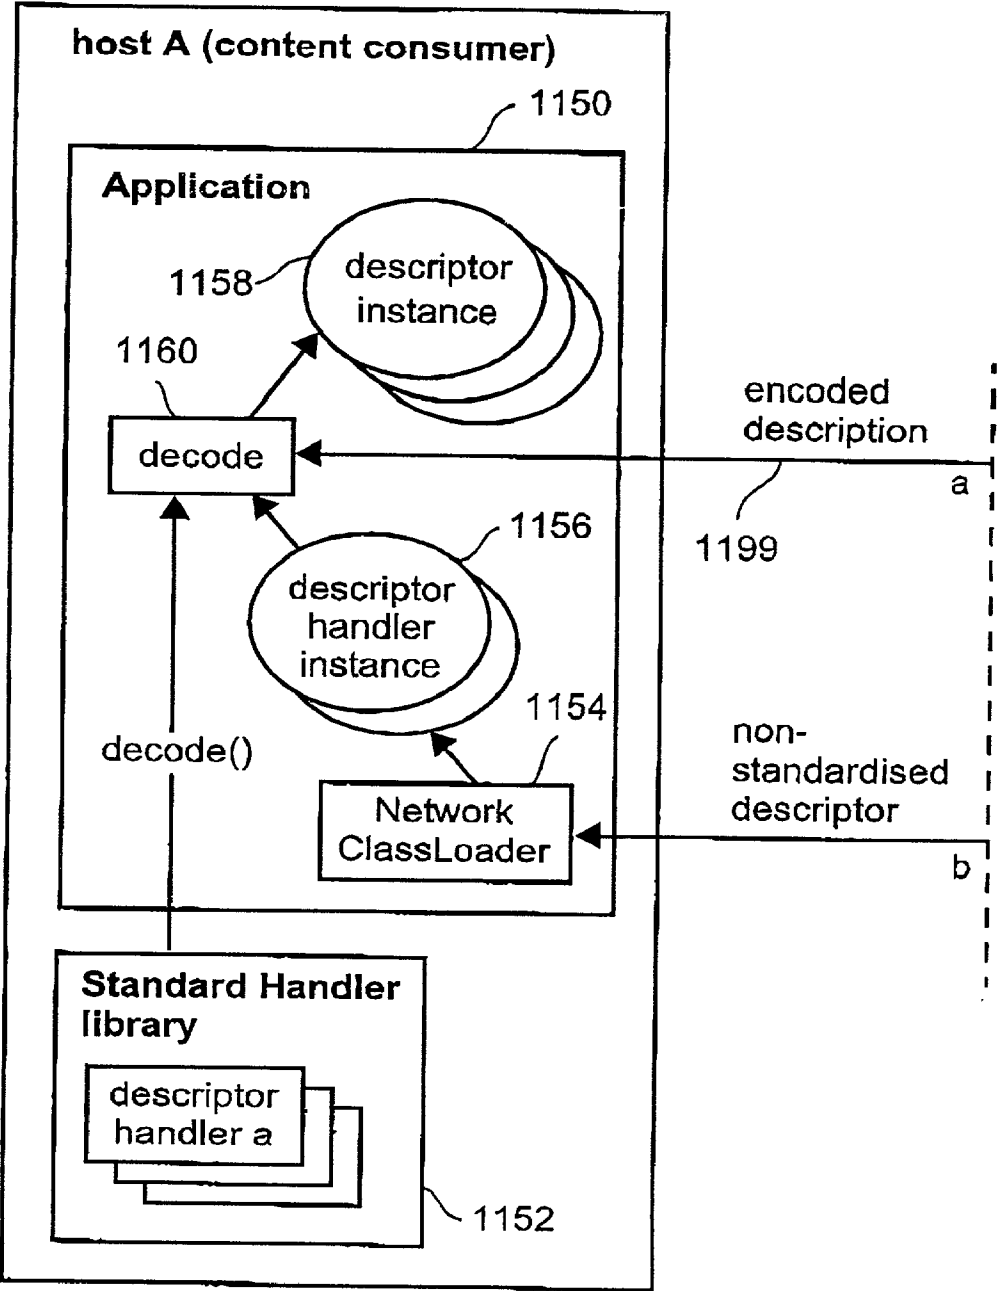 host A (content consumer)
1150
Application
descriptor
instance
1158
1160
decode
encoded
description
a
1199
1156
descriptor
handler
instance
1154
decode()
Network
ClassLoader
non-
standardised
descriptor
b
Standard Handler
library
descriptor
handler a
1152